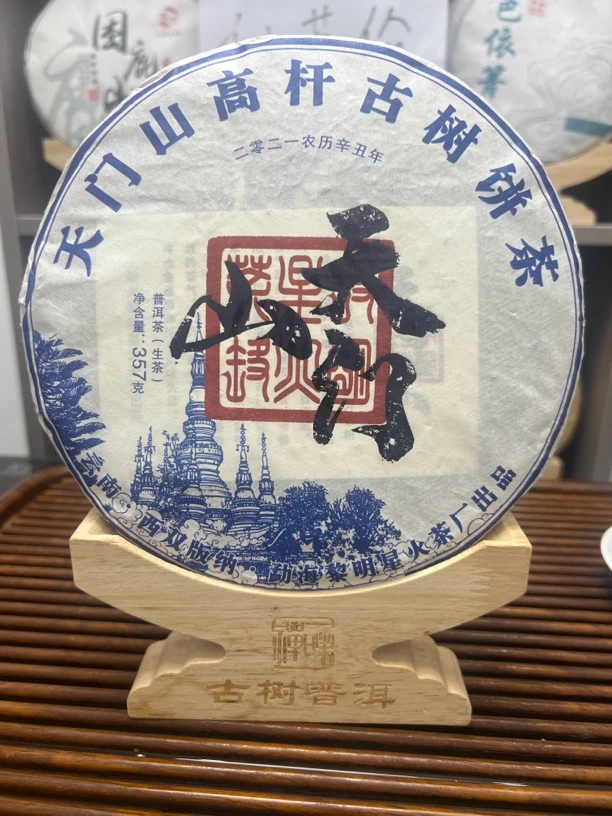 天门山高杆古树饼茶
二零二一农历辛丑年
天门山
普洱茶（生茶）
净含量：357克
云南·西双版纳·勐海黎明星火茶厂出品
古树普洱